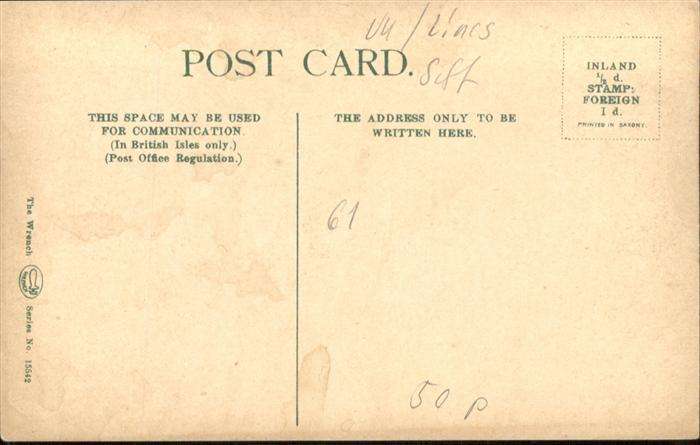 Lincs
POST CARD.
INLAND
½ d.
STAMP:
FOREIGN
1 d.
PRINTED IN SAXONY.
THIS SPACE MAY BE USED
FOR COMMUNICATION
(In British Isles only.)
(Post Office Regulation.)
THE ADDRESS ONLY TO BE
WRITTEN HERE.
61
The Wrench Series No. 15542
50 p